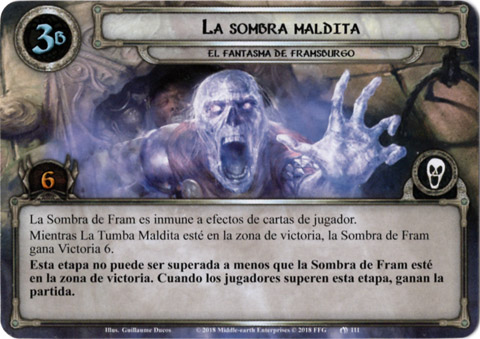 3B
La sombra maldita
El fantasma de Framsburgo
6
La Sombra de Fram es inmune a efectos de cartas de jugador.
Mientras La Tumba Maldita esté en la zona de victoria, la Sombra de Fram
gana Victoria 6.
Esta etapa no puede ser superada a menos que la Sombra de Fram esté
en la zona de victoria. Cuando los jugadores superen esta etapa, ganan la
partida.
Illus. Guillaume Ducos ©2018 Middle-earth Enterprises © 2018 FFG 111